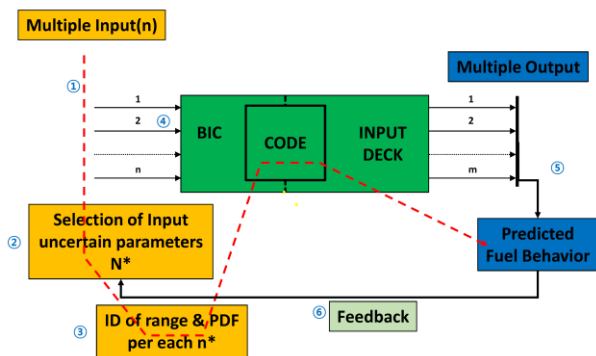 Multiple Input(n)
①
Multiple Output
1
2
n
④
BIC
CODE
INPUT
DECK
1
2
m
⑤
②
Selection of Input
uncertain parameters
N*
Predicted
Fuel Behavior
③
ID of range & PDF
per each n*
⑥
Feedback